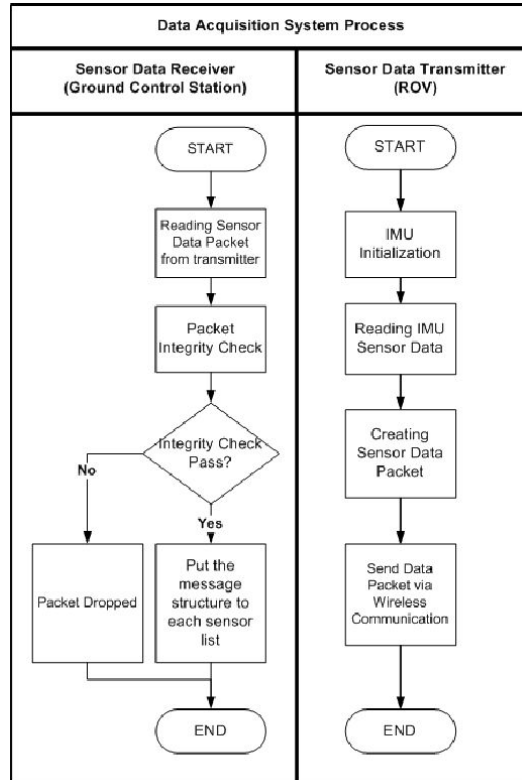 Data Acquisition System Process
Sensor Data Receiver
(Ground Control Station)
Sensor Data Transmitter
(ROV)
START
Reading Sensor
Data Packet
from transmitter
Packet
Integrity Check
Integrity Check
Pass?
No
Yes
Packet Dropped
Put the
message
structure to
each sensor
list
END
START
IMU
Initialization
Reading IMU
Sensor Data
Creating
Sensor Data
Packet
Send Data
Packet via
Wireless
Communication
END